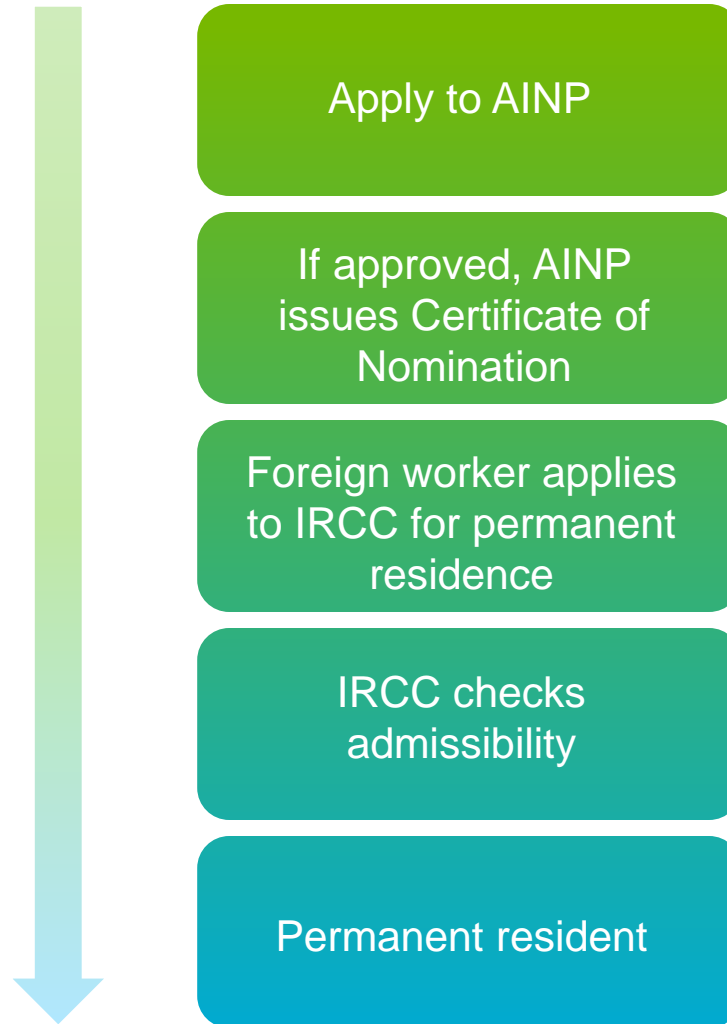 Apply to AINP
If approved, AINP
issues Certificate of
Nomination
Foreign worker applies
to IRCC for permanent
residence
IRCC checks
admissibility
Permanent resident